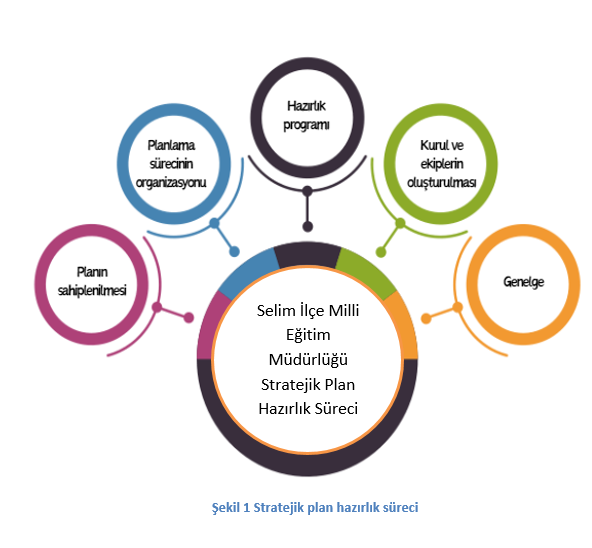 Hazırlık
programı
Planlama
sürecinin
organizasyonu
Kurul ve
ekiplerin
oluşturulması
Planın
sahiplenilmesi
Genelge
Selim İlçe Milli
Eğitim
Müdürlüğü
Stratejik Plan
Hazırlık Süreci
Şekil 1 Stratejik plan hazırlık süreci